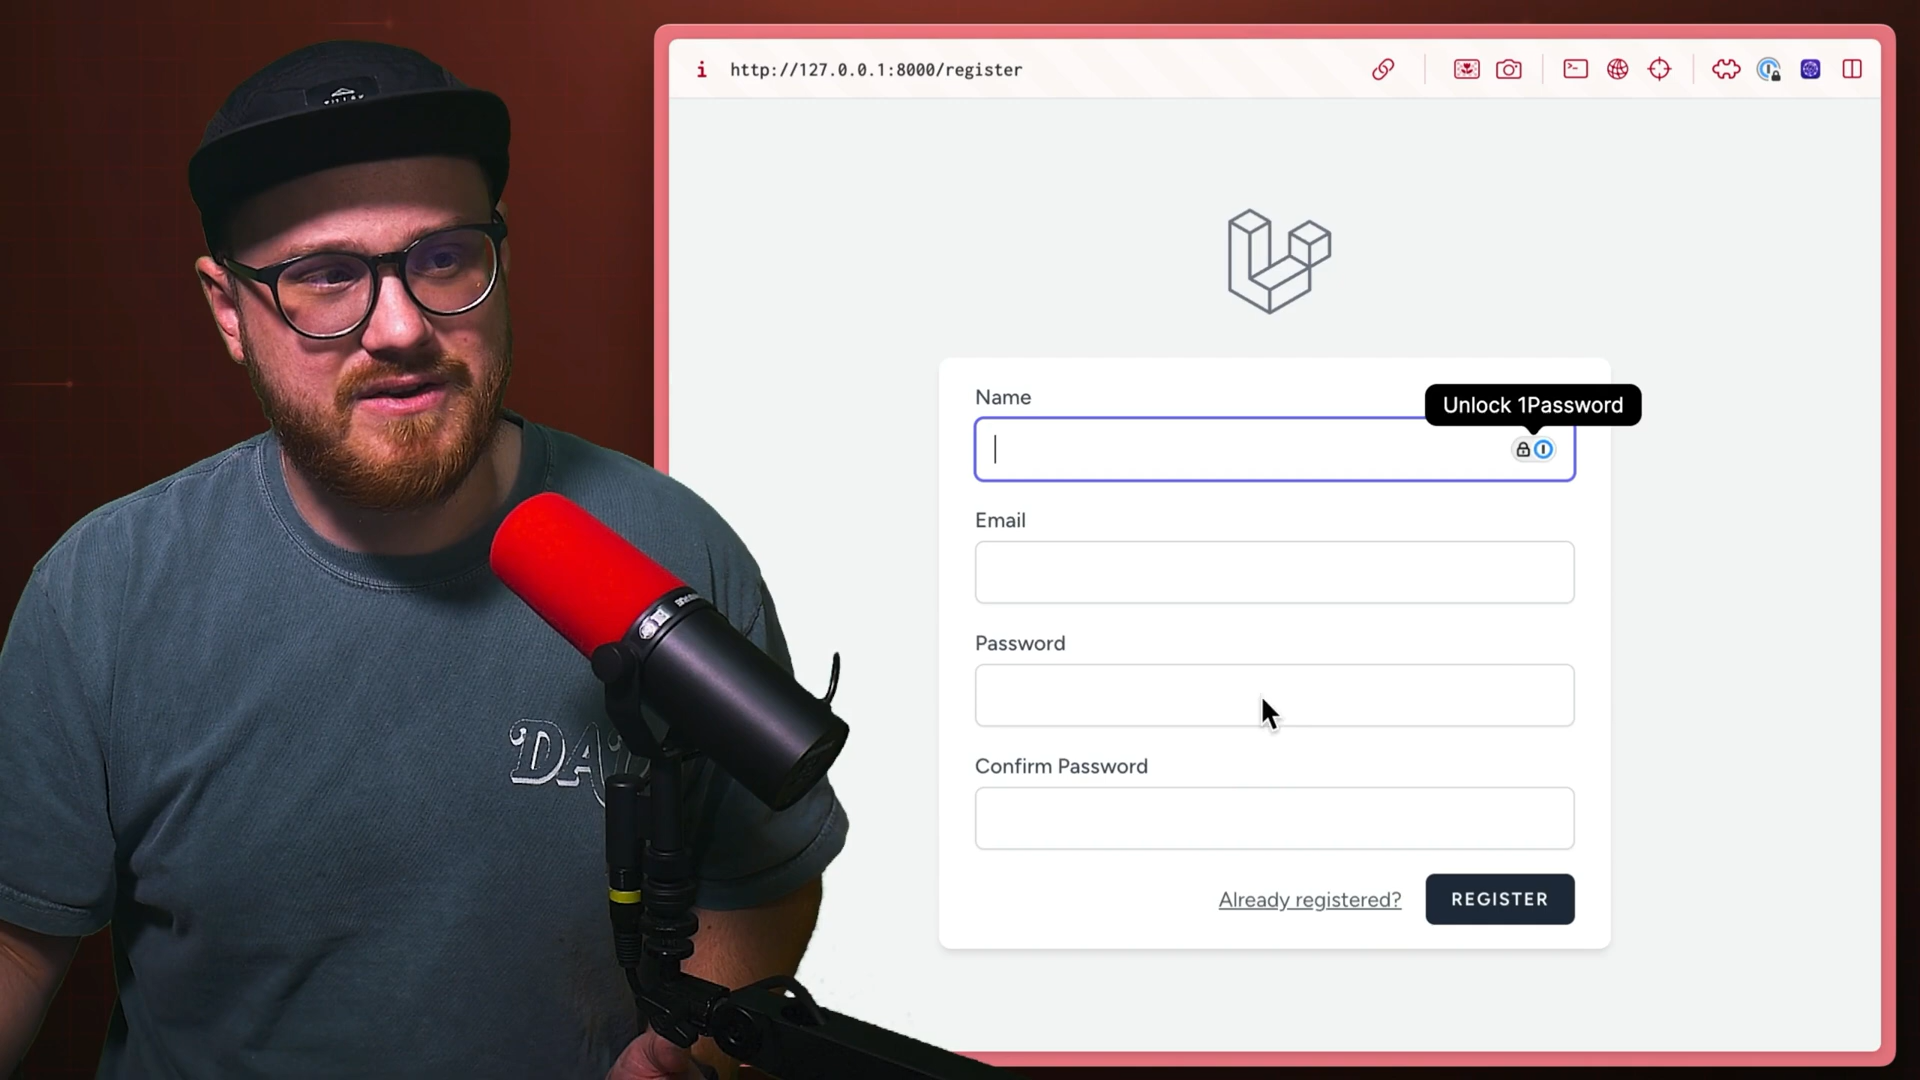 http://127.0.0.1:8000/register
Name
Unlock 1Password
Email
Password
Confirm Password
Already registered?
REGISTER